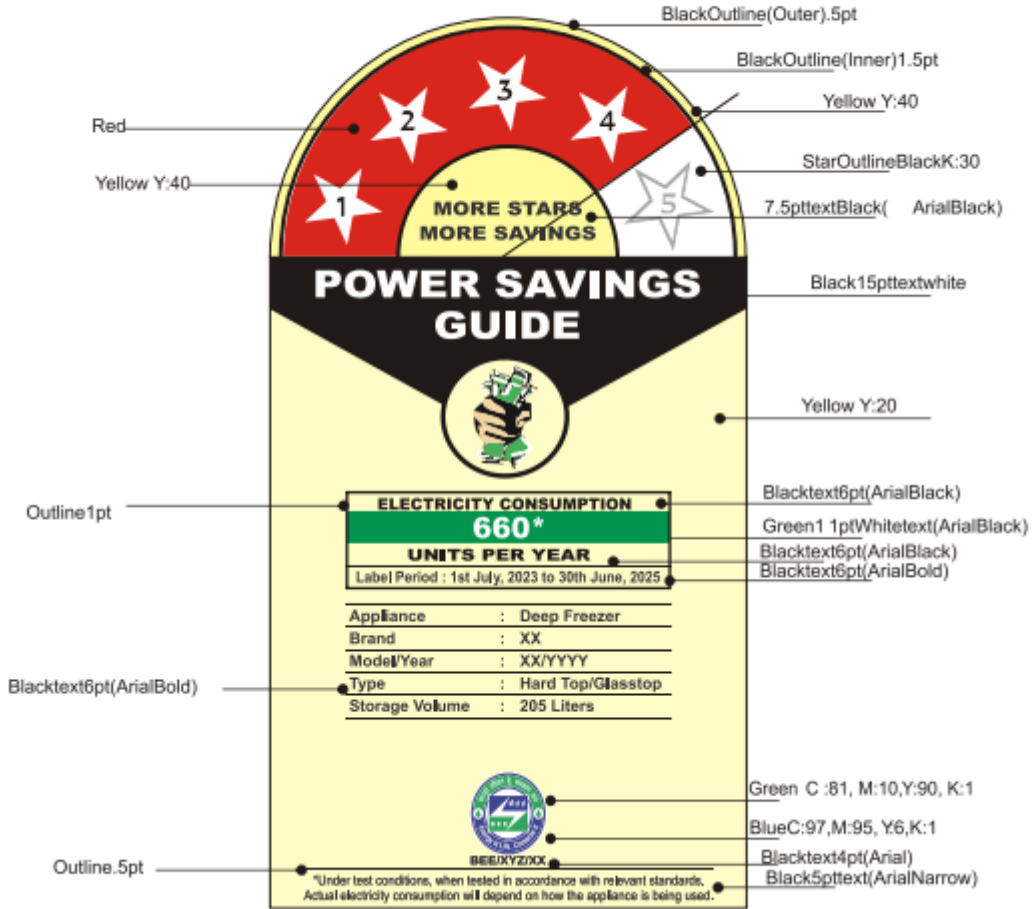 BlackOutline(Outer).5pt
BlackOutline(Inner)1.5pt
Yellow Y:40
Red
StarOutlineBlackK:30
Yellow Y:40
7.5pttextBlack( ArialBlack)
1
2
3
4
5
MORE STARS
MORE SAVINGS
POWER SAVINGS
GUIDE
Black15pttextwhite
Yellow Y:20
Outline1pt
ELECTRICITY CONSUMPTION
660*
UNITS PER YEAR
Label Period : 1st July, 2023 to 30th June, 2025
Blacktext6pt(ArialBlack)
Green1 1ptWhitetext(ArialBlack)
Blacktext6pt(ArialBlack)
Blacktext6pt(ArialBold)
Appliance : Deep Freezer
Brand : XX
Model/Year : XX/YYYY
Type : Hard Top/Glasstop
Storage Volume : 205 Liters
Blacktext6pt(ArialBold)
Green C :81, M:10,Y:90, K:1
BlueC:97,M:95, Y:6,K:1
BEE/XYZ/XX
Blacktext4pt(Arial)
Outline.5pt
Black5pttext(ArialNarrow)
*Under test conditions, when tested in accordance with relevant standards.
Actual electricity consumption will depend on how the appliance is being used.